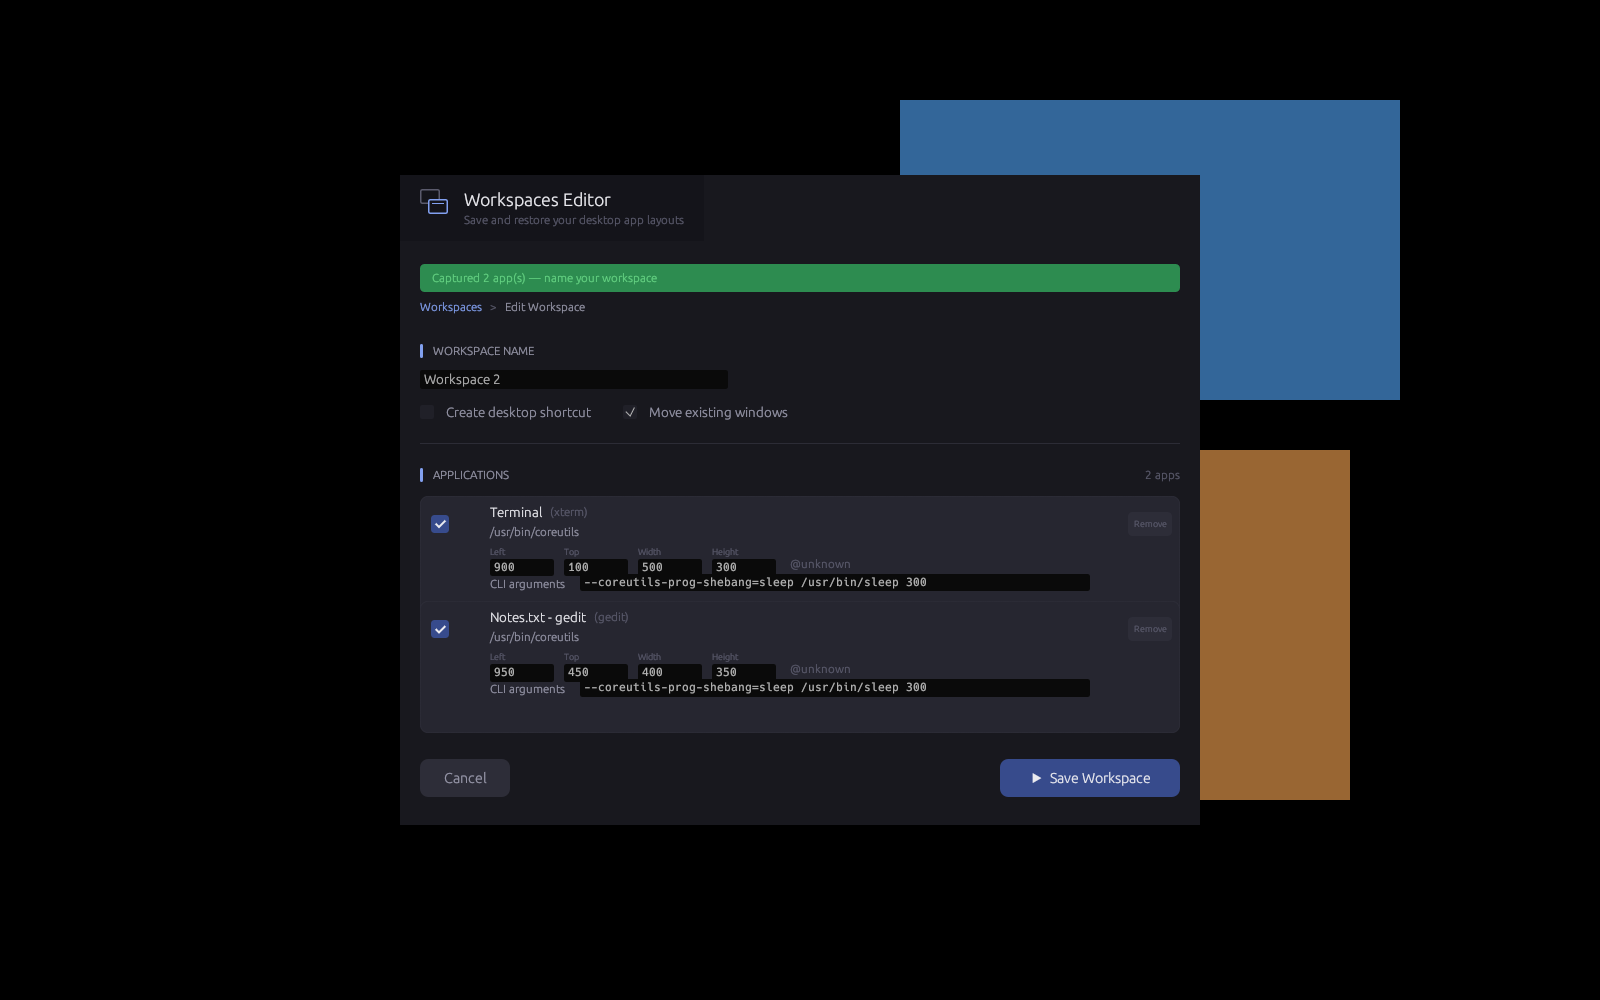 Workspaces Editor
Save and restore your desktop app layouts
Captured 2 app(s) — name your workspace
Workspaces > Edit Workspace
WORKSPACE NAME
Workspace 2
Create desktop shortcut Move existing windows
APPLICATIONS 2 apps
Terminal (xterm)
/usr/bin/coreutils
Remove
Left Top Width Height
900 100 500 300 @unknown
CLI arguments --coreutils-prog-shebang=sleep /usr/bin/sleep 300
Notes.txt - gedit (gedit)
/usr/bin/coreutils
Remove
Left Top Width Height
950 450 400 350 @unknown
CLI arguments --coreutils-prog-shebang=sleep /usr/bin/sleep 300
Cancel ▶ Save Workspace